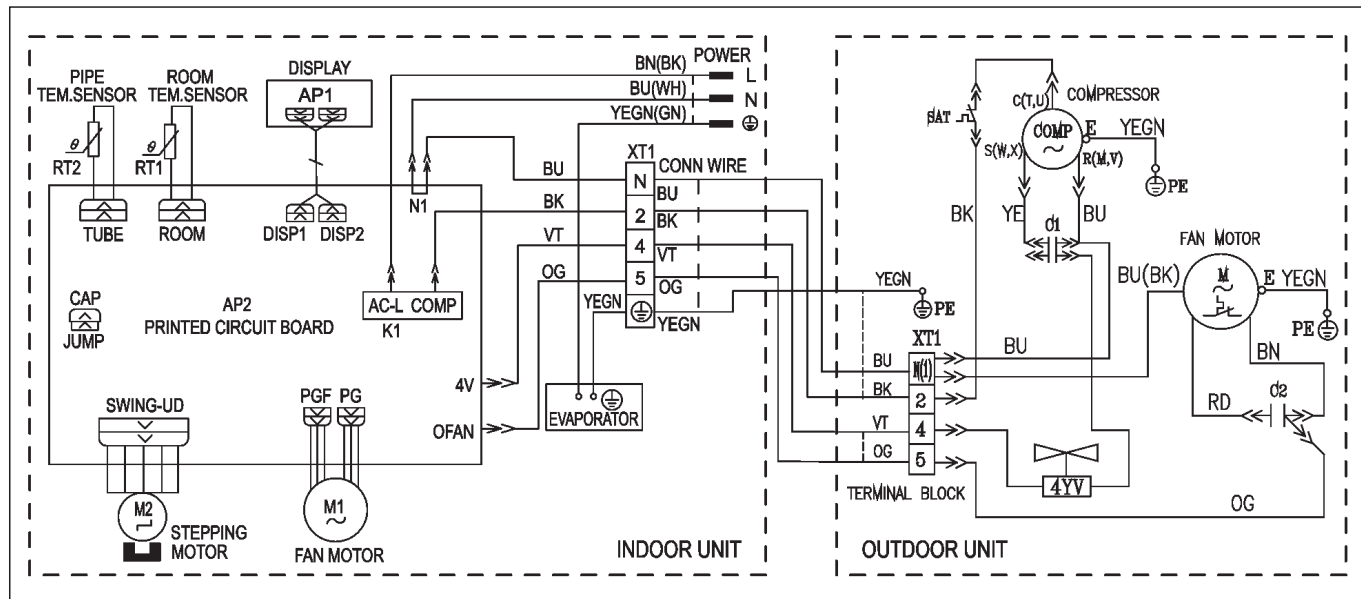 POWER
BN(BK)
L
BU(WH)
N
YEGN(GN)
PIPE
TEM.SENSOR
ROOM
TEM.SENSOR
DISPLAY
AP1
θ
RT2
θ
RT1
TUBE
ROOM
DISP1
DISP2
N1
XT1
CONN WIRE
BU
N
BU
BK
2
BK
VT
4
VT
OG
5
OG
YEGN
YEGN
AC-L COMP
K1
CAP
JUMP
AP2
PRINTED CIRCUIT BOARD
4V
OFAN
EVAPORATOR
SWING-UD
PGF
PG
M2
STEPPING
MOTOR
M1
FAN MOTOR
INDOOR UNIT
C(T,U)
COMPRESSOR
SAT
COMP
E
YEGN
S(W,X)
R(M,V)
PE
BK
YE
C1
BU
FAN MOTOR
BU(BK)
M
E
YEGN
PE
YEGN
PE
XT1
BU
BU
N(1)
BK
2
VT
4
OG
5
BN
RD
C2
4YV
TERMINAL BLOCK
OG
OUTDOOR UNIT